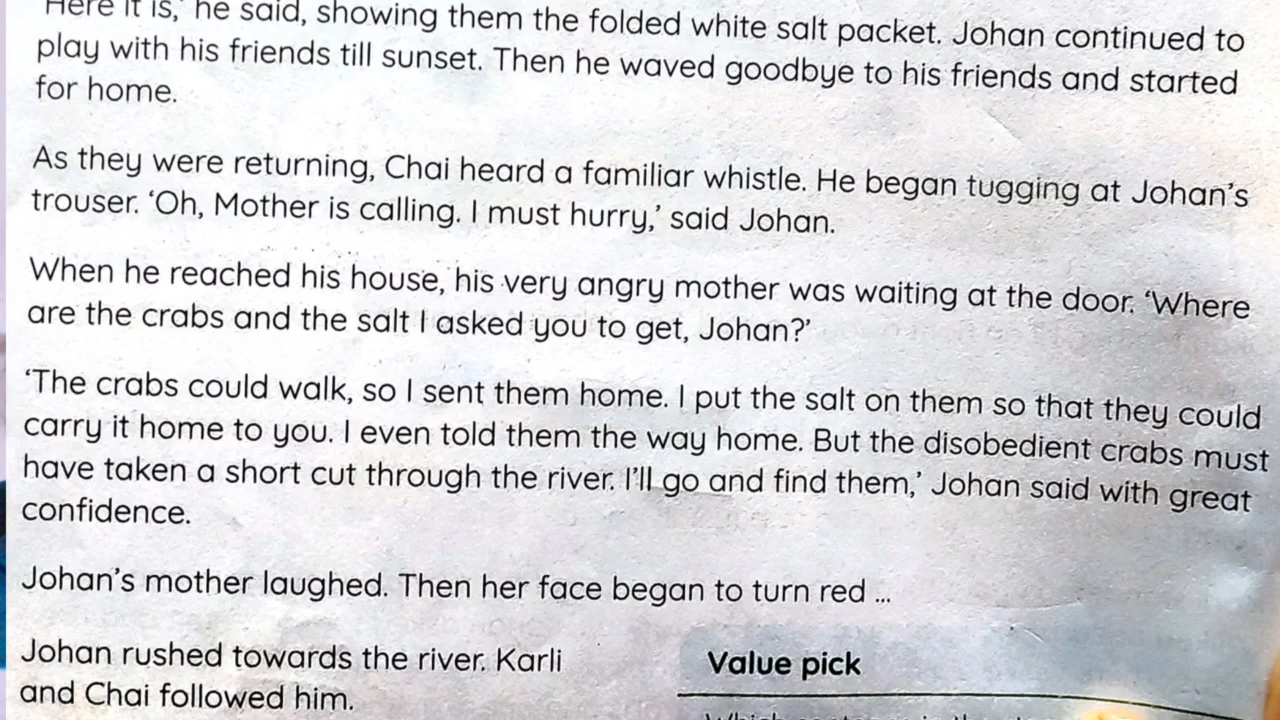 Here it is,' he said, showing them the folded white salt packet. Johan continued to
play with his friends till sunset. Then he waved goodbye to his friends and started
for home.
As they were returning, Chai heard a familiar whistle. He began tugging at Johan's
trouser. 'Oh, Mother is calling. I must hurry,' said Johan.
When he reached his house, his very angry mother was waiting at the door. 'Where
are the crabs and the salt I asked you to get, Johan?'
'The crabs could walk, so I sent them home. I put the salt on them so that they could
carry it home to you. I even told them the way home. But the disobedient crabs must
have taken a short cut through the river. I'll go and find them,' Johan said with great
confidence.
Johan's mother laughed. Then her face began to turn red ...
Johan rushed towards the river. Karli
and Chai followed him.
Value pick